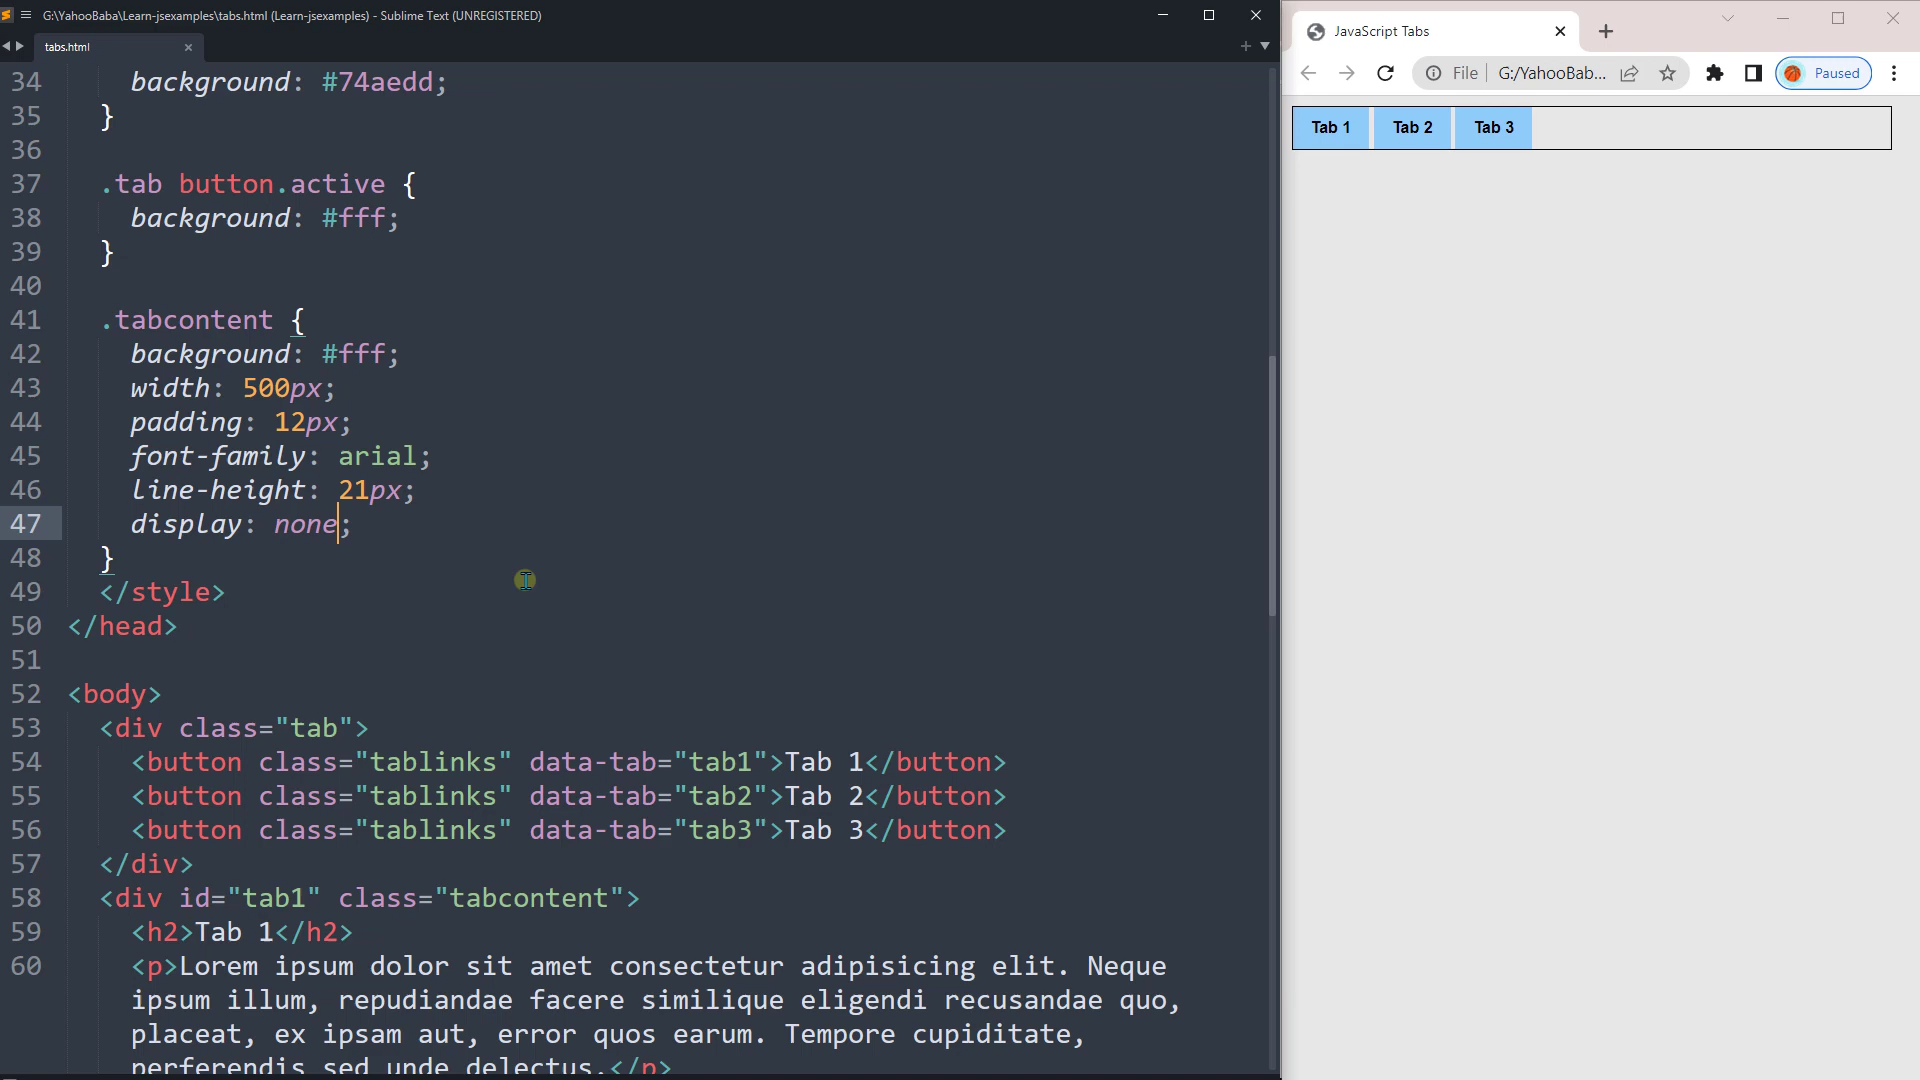 G:\YahooBaba\Learn-jsexamples\tabs.html (Learn-jsexamples) - Sublime Text (UNREGISTERED)
tabs.html
34 background: #74aedd;
35 }
36
37 .tab button.active {
38 background: #fff;
39 }
40
41 .tabcontent {
42 background: #fff;
43 width: 500px;
44 padding: 12px;
45 font-family: arial;
46 line-height: 21px;
47 display: none;
48 }
49 </style>
50 </head>
51
52 <body>
53 <div class="tab">
54 <button class="tablinks" data-tab="tab1">Tab 1</button>
55 <button class="tablinks" data-tab="tab2">Tab 2</button>
56 <button class="tablinks" data-tab="tab3">Tab 3</button>
57 </div>
58 <div id="tab1" class="tabcontent">
59 <h2>Tab 1</h2>
60 <p>Lorem ipsum dolor sit amet consectetur adipisicing elit. Neque
ipsum illum, repudiandae facere similique eligendi recusandae quo,
placeat, ex ipsam aut, error quos earum. Tempore cupiditate,
perferendis sed unde delectus.</p>
JavaScript Tabs
File G:/YahooBab... Paused
Tab 1 Tab 2 Tab 3